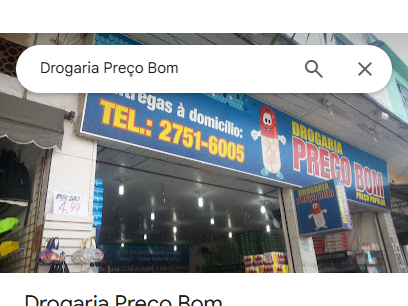 Drogaria Preço Bom
entregas à domicílio:
TEL.: 2751-6005
DROGARIA
PREÇO BOM
PREÇO POPULAR
DROGARIA
PREÇO BOM
BOLSAS
4,99
Drogaria Preço Bom